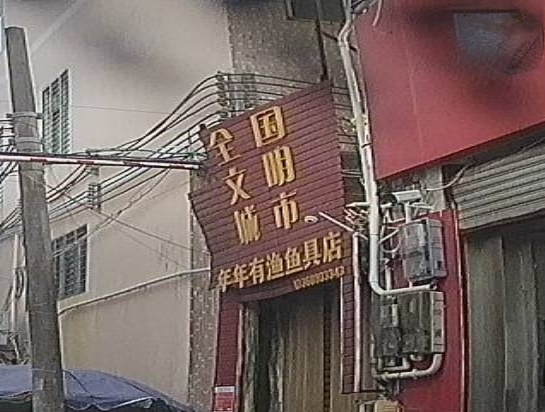 全国
文明
城市
年年有渔鱼具店